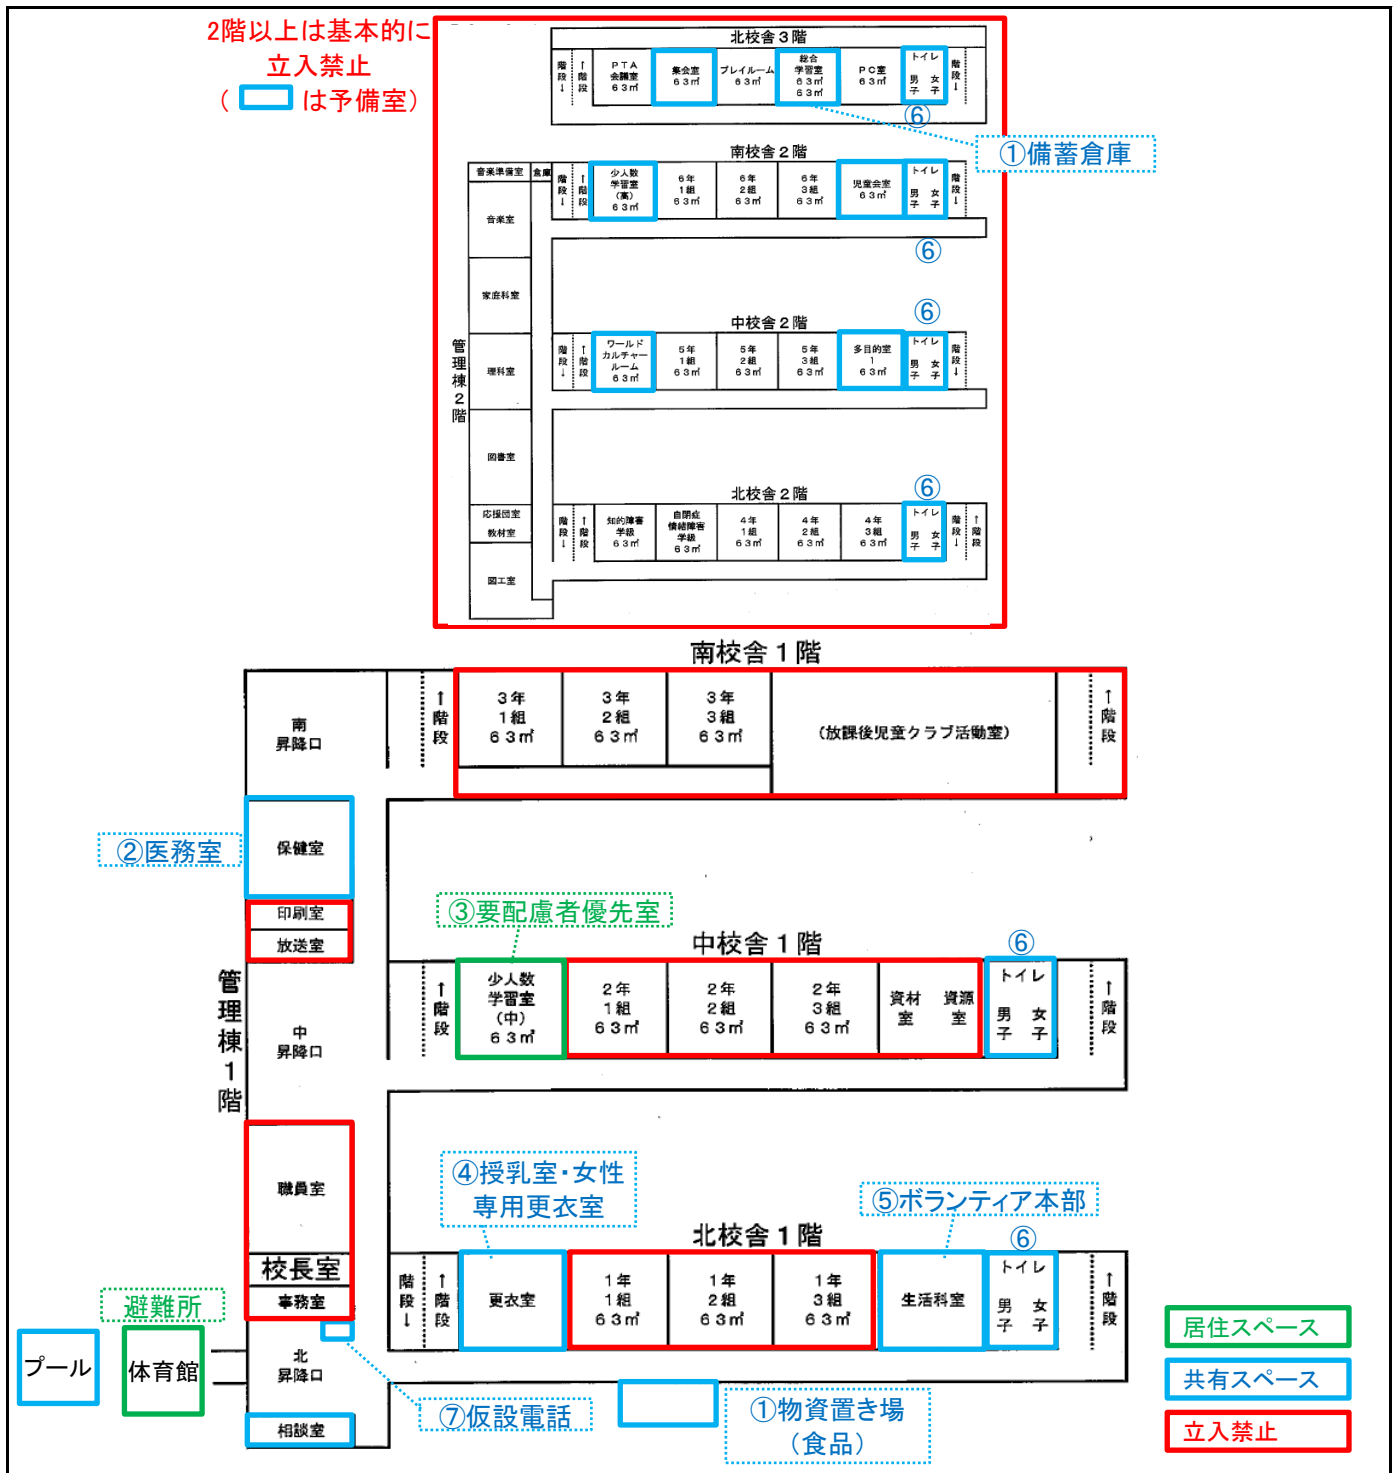 2階以上は基本的に
立入禁止
( は予備室)
北校舎3階
階段↓
↑階段
PTA
会議室
63㎡
集会室
63㎡
プレイルーム
63㎡
総合
学習室
63㎡
63㎡
PC室
63㎡
トイレ
男子 女子
階段↓
⑥
①備蓄倉庫
南校舎2階
音楽準備室
倉庫
階段↓
↑階段
少人数
学習室
(高)
63㎡
6年
1組
63㎡
6年
2組
63㎡
6年
3組
63㎡
児童会室
63㎡
トイレ
男子 女子
階段↓
音楽室
⑥
家庭科室
⑥
中校舎2階
管理棟2階
理科室
階段↓
↑階段
ワールド
カルチャー
ルーム
63㎡
5年
1組
63㎡
5年
2組
63㎡
5年
3組
63㎡
多目的室
1
63㎡
トイレ
男子 女子
階段↓
図書室
⑥
北校舎2階
応援団室
教材室
階段↓
↑階段
知的障害
学級
63㎡
自閉症
情緒障害
学級
63㎡
4年
1組
63㎡
4年
2組
63㎡
4年
3組
63㎡
トイレ
男子 女子
階段↓
↑階段
図工室
南校舎1階
南
昇降口
↑階段
3年
1組
63㎡
3年
2組
63㎡
3年
3組
63㎡
(放課後児童クラブ活動室)
↑階段
②医務室
保健室
印刷室
放送室
③要配慮者優先室
中校舎1階
⑥
管理棟1階
中
昇降口
↑階段
少人数
学習室
(中)
63㎡
2年
1組
63㎡
2年
2組
63㎡
2年
3組
63㎡
資材室
資源室
トイレ
男子 女子
↑階段
職員室
④授乳室・女性
専用更衣室
⑤ボランティア本部
北校舎1階
⑥
校長室
事務室
階段↓
↑階段
更衣室
1年
1組
63㎡
1年
2組
63㎡
1年
3組
63㎡
生活科室
トイレ
男子 女子
↑階段
避難所
プール
体育館
北
昇降口
相談室
⑦仮設電話
①物資置き場
(食品)
居住スペース
共有スペース
立入禁止